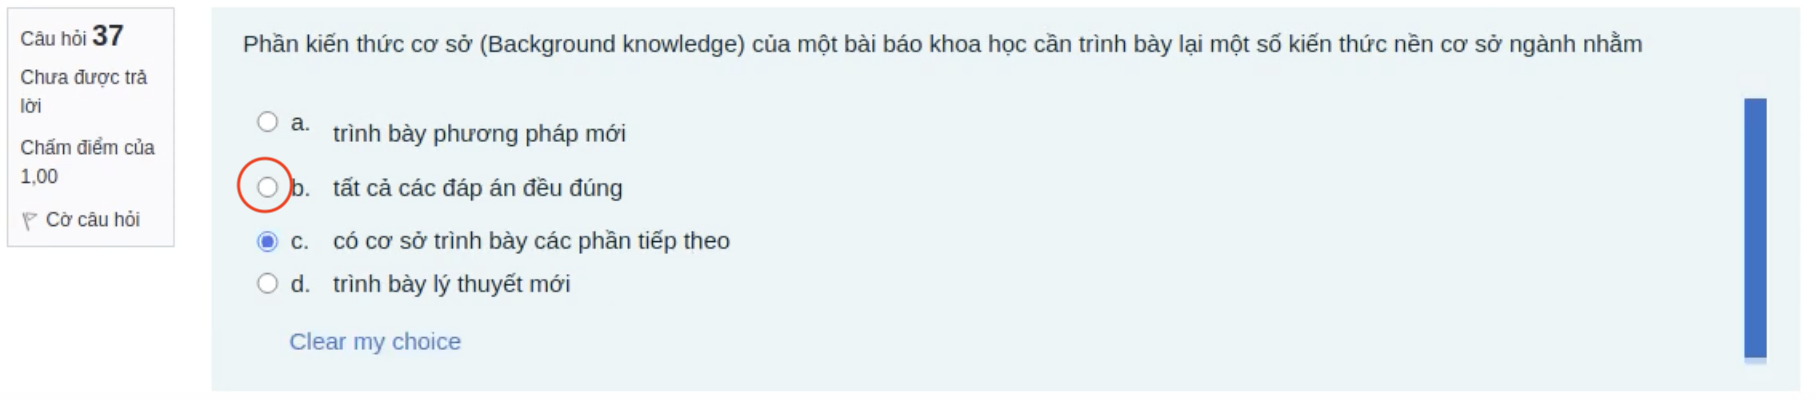 Câu hỏi 37
Chưa được trả
lời
Chấm điểm của
1,00
Cờ câu hỏi
Phần kiến thức cơ sở (Background knowledge) của một bài báo khoa học cần trình bày lại một số kiến thức nền cơ sở ngành nhằm
a. trình bày phương pháp mới
b. tất cả các đáp án đều đúng
c. có cơ sở trình bày các phần tiếp theo
d. trình bày lý thuyết mới
Clear my choice